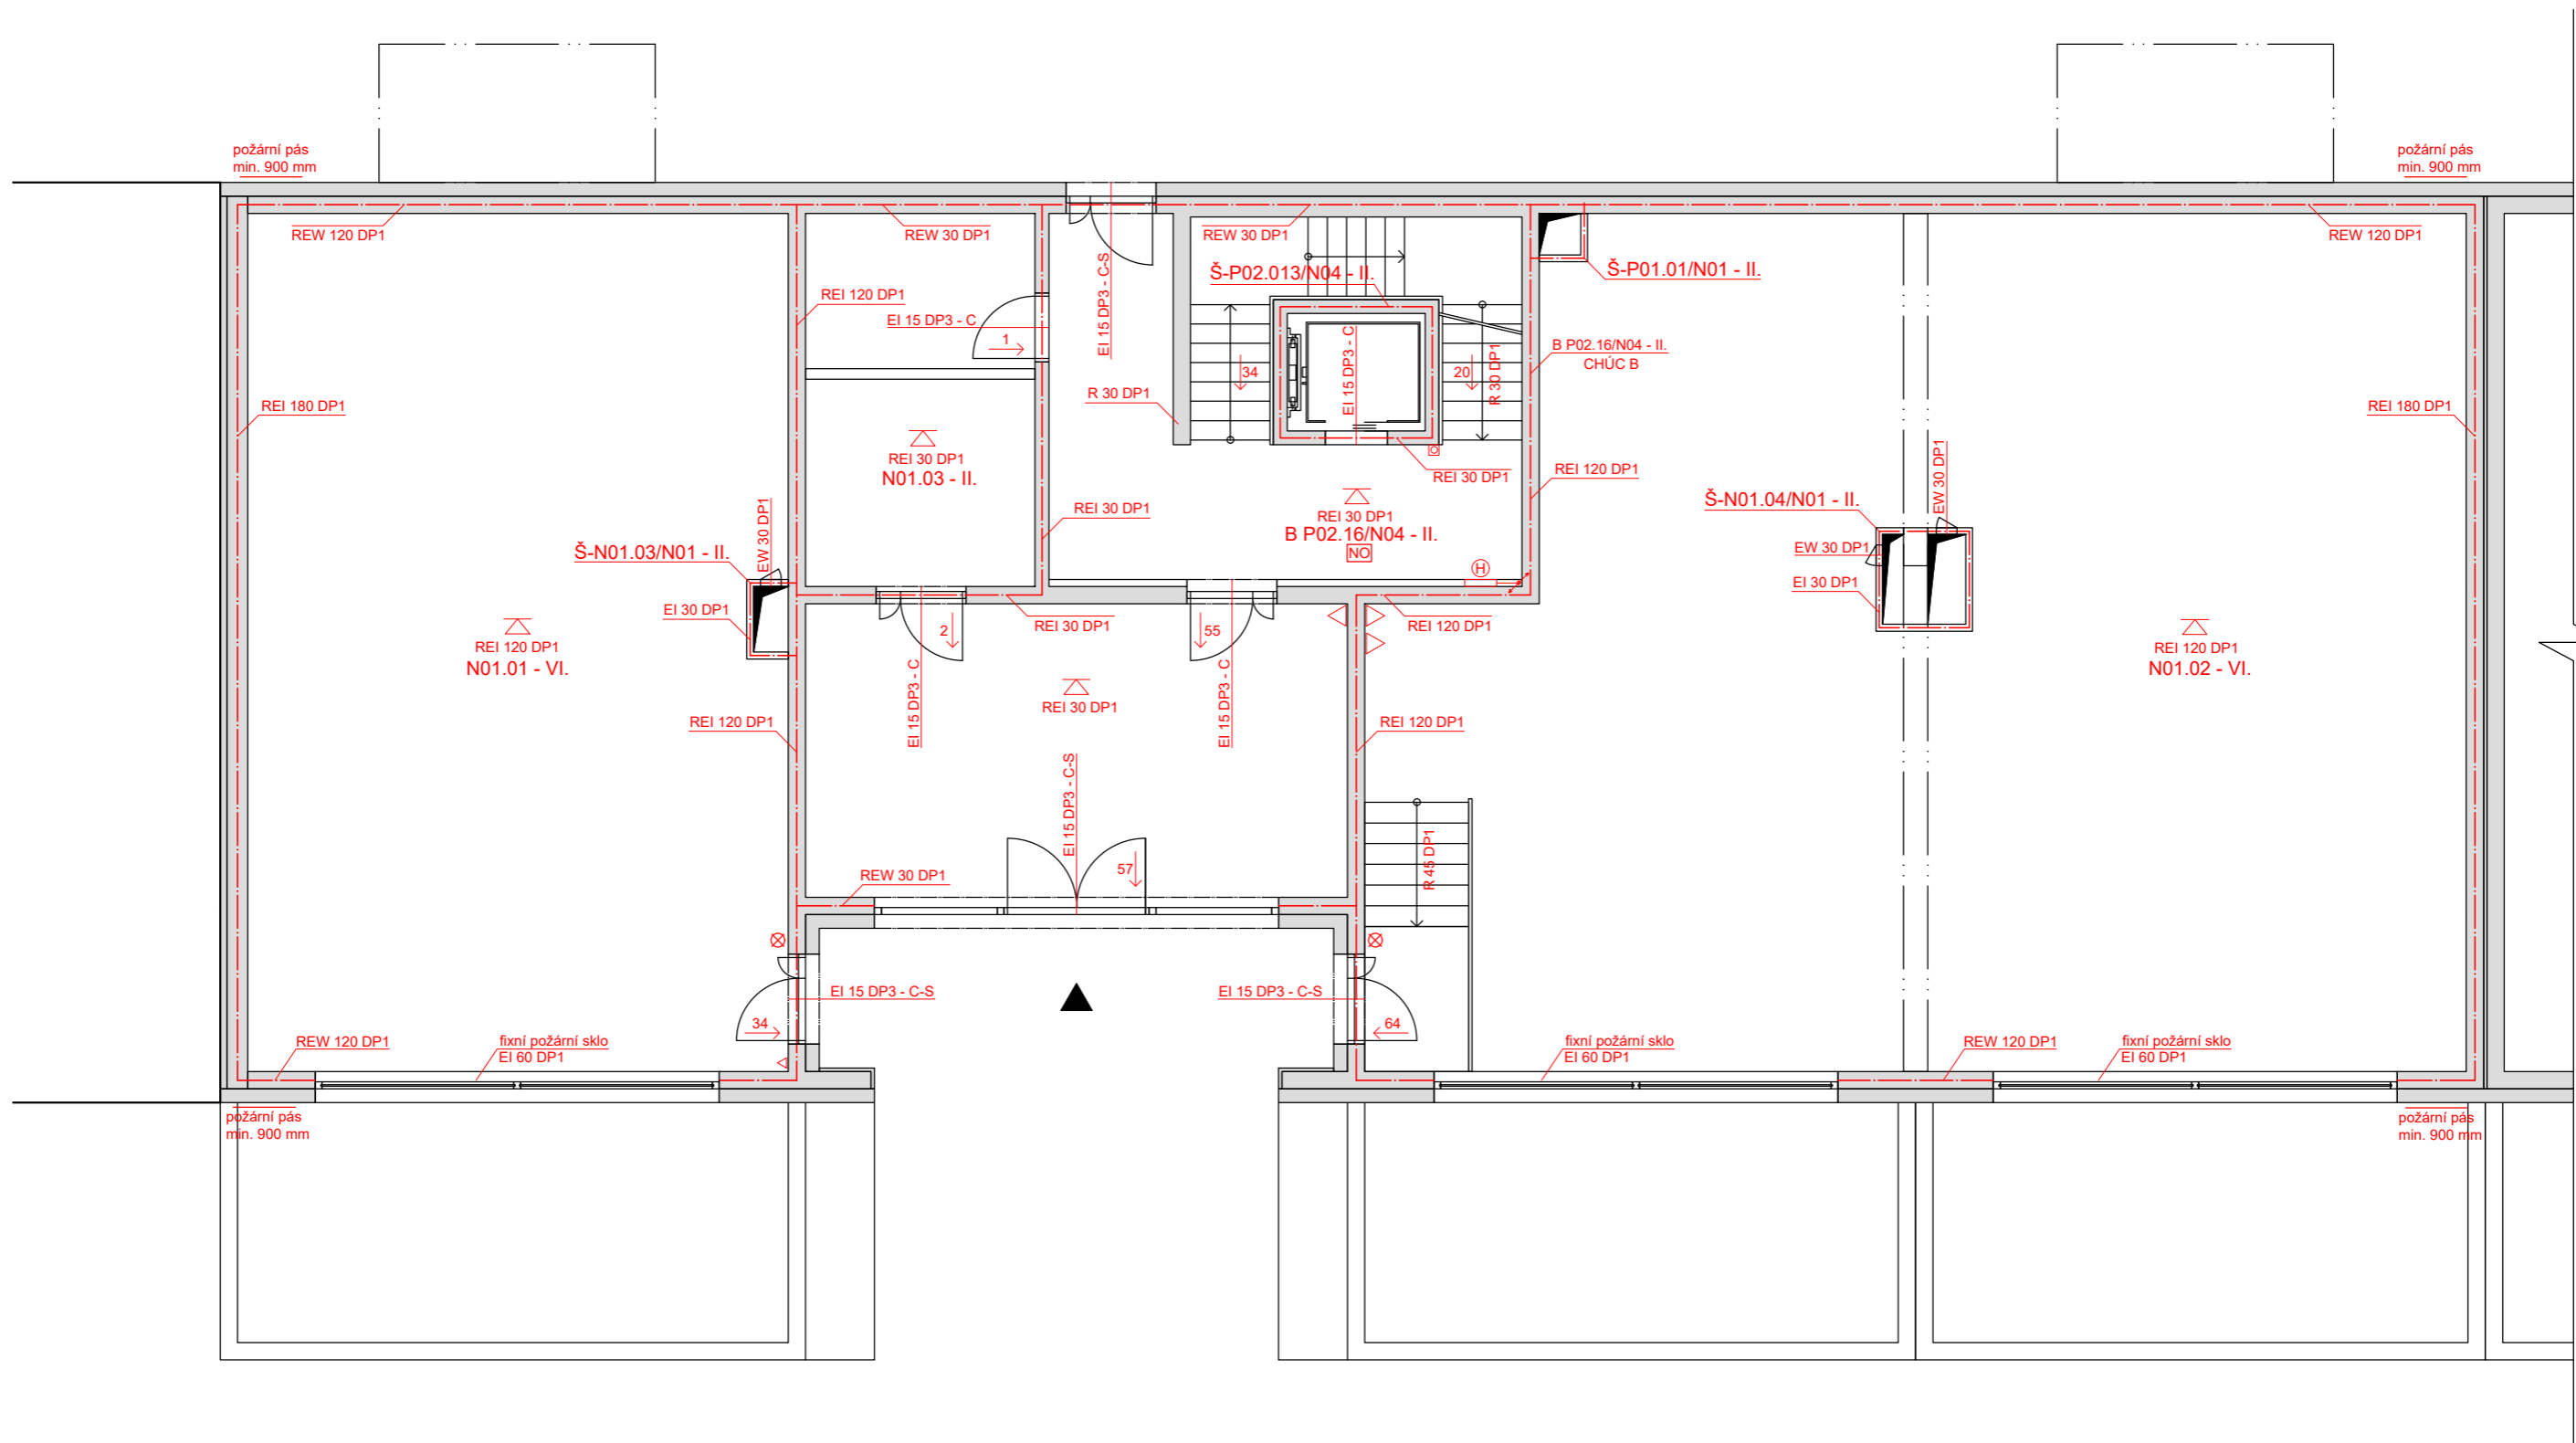 požární pás
min. 900 mm
požární pás
min. 900 mm
REW 120 DP1
REW 30 DP1
REW 30 DP1
REW 120 DP1
Š-P02.013/N04 - II.
Š-P01.01/N01 - II.
REI 120 DP1
EI 15 DP3 - C
EI 15 DP3 - C-S
1
34
EI 15 DP3 - C
20
R 30 DP1
B P02.16/N04 - II.
CHÚC B
R 30 DP1
REI 180 DP1
REI 180 DP1
REI 30 DP1
N01.03 - II.
REI 30 DP1
REI 120 DP1
EW 30 DP1
Š-N01.04/N01 - II.
REI 30 DP1
REI 30 DP1
B P02.16/N04 - II.
NO
H
EW 30 DP1
EI 30 DP1
Š-N01.03/N01 - II.
EW 30 DP1
EI 30 DP1
REI 120 DP1
N01.01 - VI.
2
REI 30 DP1
55
REI 120 DP1
REI 120 DP1
N01.02 - VI.
EI 15 DP3 - C
REI 30 DP1
EI 15 DP3 - C
REI 120 DP1
REI 120 DP1
EI 15 DP3 - C-S
57
REW 30 DP1
R 45 DP1
EI 15 DP3 - C-S
EI 15 DP3 - C-S
34
64
REW 120 DP1
fixní požární sklo
EI 60 DP1
fixní požární sklo
EI 60 DP1
REW 120 DP1
fixní požární sklo
EI 60 DP1
požární pás
min. 900 mm
požární pás
min. 900 mm